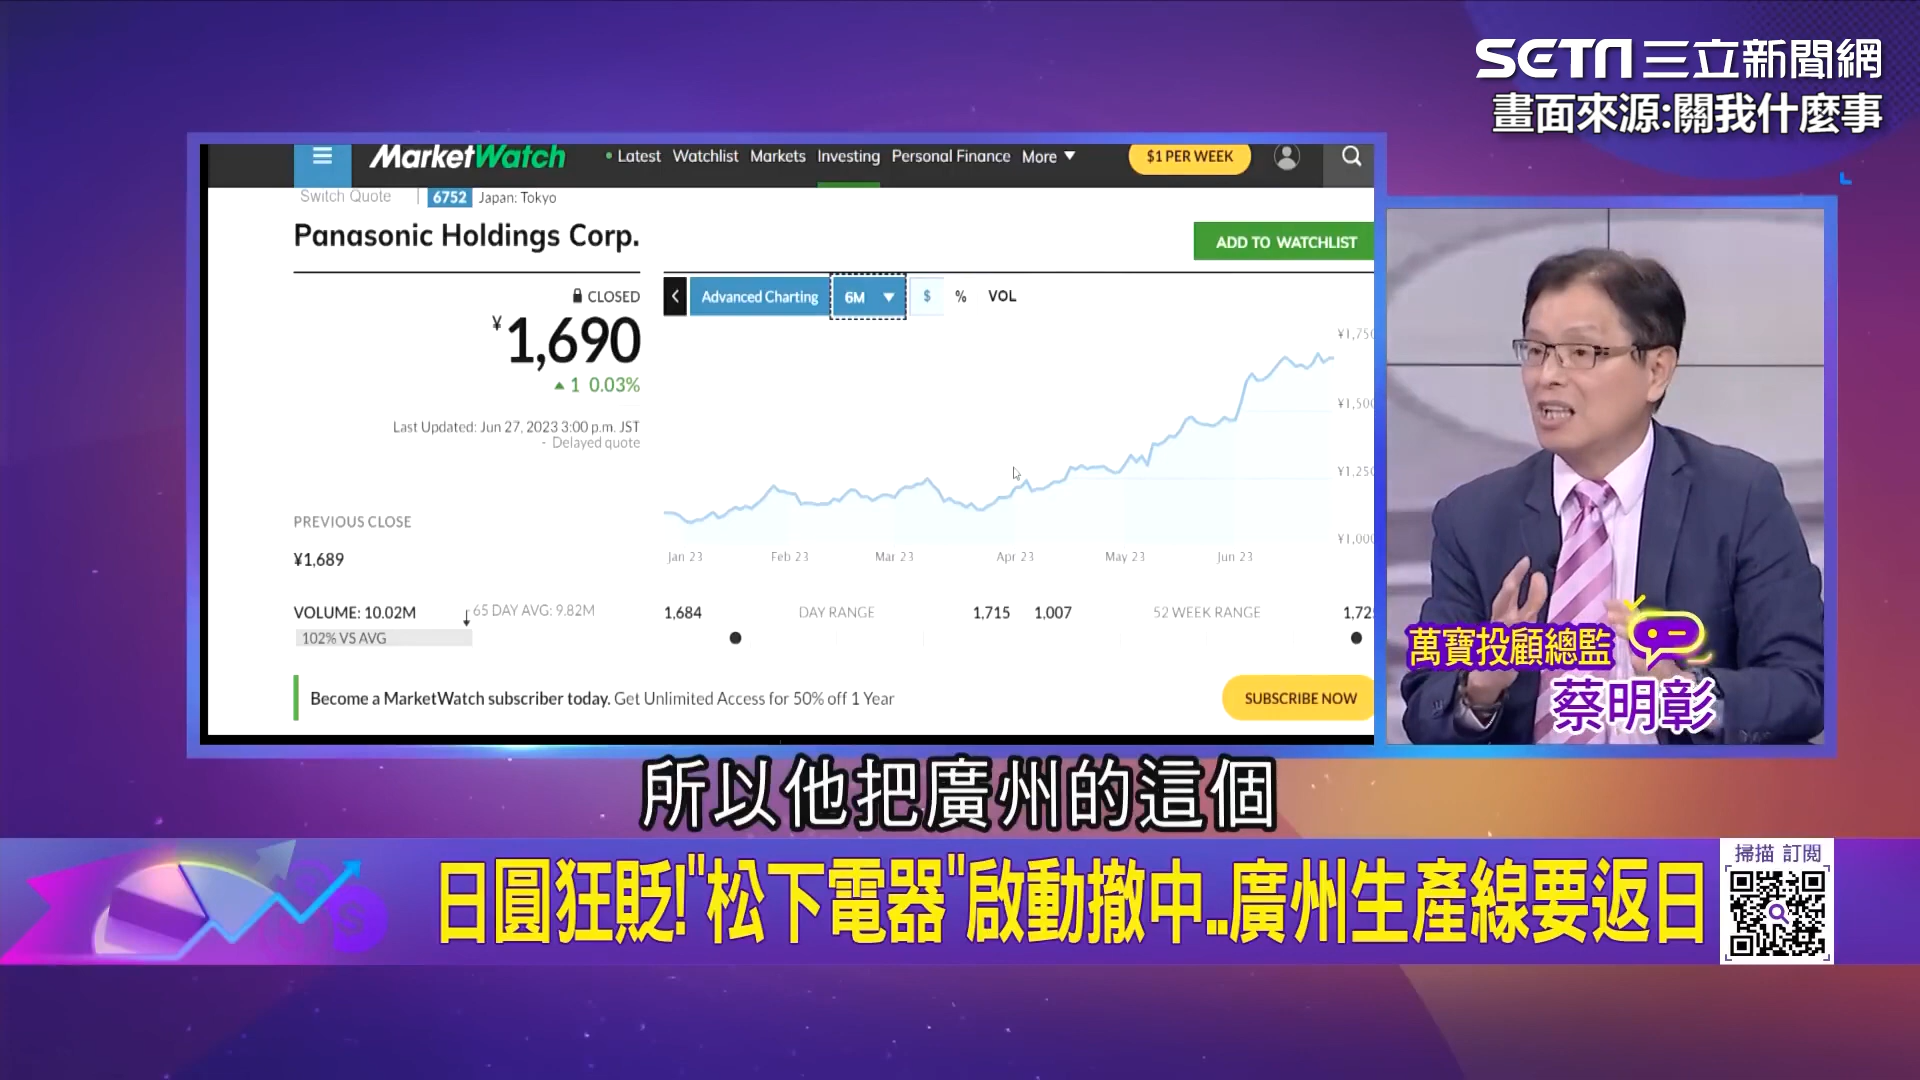 SETN三立新聞網
畫面來源:關我什麼事
MarketWatch
Latest Watchlist Markets Investing Personal Finance More
$1 PER WEEK
Switch Quote
6752 Japan: Tokyo
Panasonic Holdings Corp.
ADD TO WATCHLIST
CLOSED
Advanced Charting 6M $ % VOL
¥1,690
1 0.03%
Last Updated: Jun 27, 2023 3:00 p.m. JST
- Delayed quote
¥1,500
¥1,250
¥1,000
PREVIOUS CLOSE
¥1,689
Jan 23 Feb 23 Mar 23 Apr 23 May 23 Jun 23
VOLUME: 10.02M 65 DAY AVG: 9.82M
102% VS AVG
1,684 DAY RANGE 1,715 1,007 52 WEEK RANGE
Become a MarketWatch subscriber today. Get Unlimited Access for 50% off 1 Year
SUBSCRIBE NOW
萬寶投顧總監
蔡明彰
所以他把廣州的這個
日圓狂貶!"松下電器"啟動撤中..廣州生產線要返日
掃描 訂閱